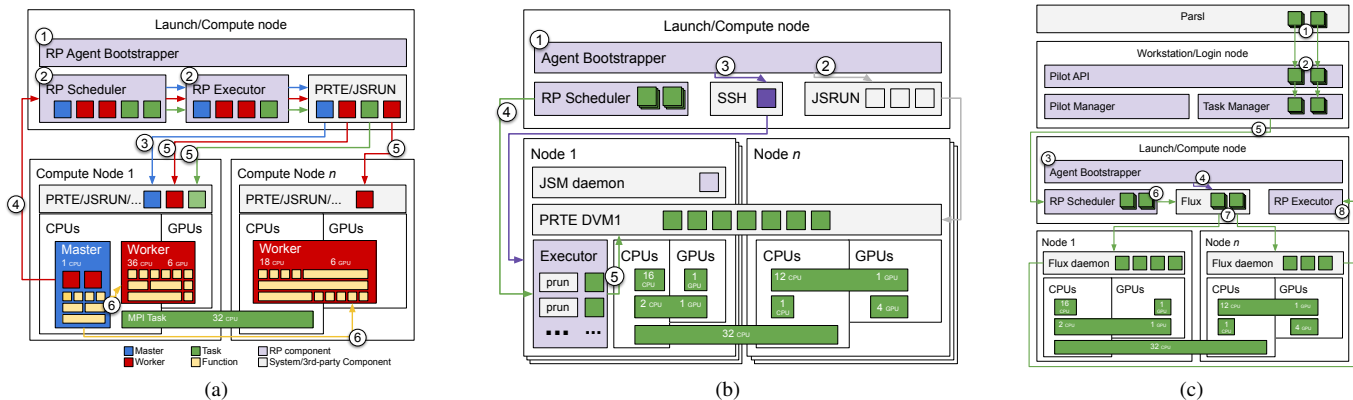 Launch/Compute node
1
RP Agent Bootstrapper
2
RP Scheduler
2
RP Executor
PRTE/JSRUN
3
5
5
5
4
Compute Node 1
PRTE/JSRUN/...
CPUs
GPUs
Master
1 CPU
Worker
36 CPU
6 GPU
6
MPI Task
32 CPU
Compute Node n
PRTE/JSRUN/...
CPUs
GPUs
Worker
18 CPU
6 GPU
6
Master
Worker
Task
Function
RP component
System/3rd-party Component
(a)
Launch/Compute node
1
Agent Bootstrapper
4
RP Scheduler
3
SSH
2
JSRUN
Node 1
JSM daemon
PRTE DVM1
Executor
prun
prun
... ...
5
CPUs
GPUs
16 CPU
1 GPU
2 CPU
1 GPU
32 CPU
Node n
CPUs
GPUs
12 CPU
1 GPU
1 CPU
4 GPU
(b)
Parsl
1
Workstation/Login node
Pilot API
2
Pilot Manager
Task Manager
5
Launch/Compute node
3
Agent Bootstrapper
4
RP Scheduler
6
Flux
7
RP Executor
8
Node 1
Flux daemon
CPUs
GPUs
16 CPU
1 GPU
2 CPU
1 GPU
32 CPU
Node n
Flux daemon
CPUs
GPUs
12 CPU
1 GPU
1 CPU
4 GPU
(c)